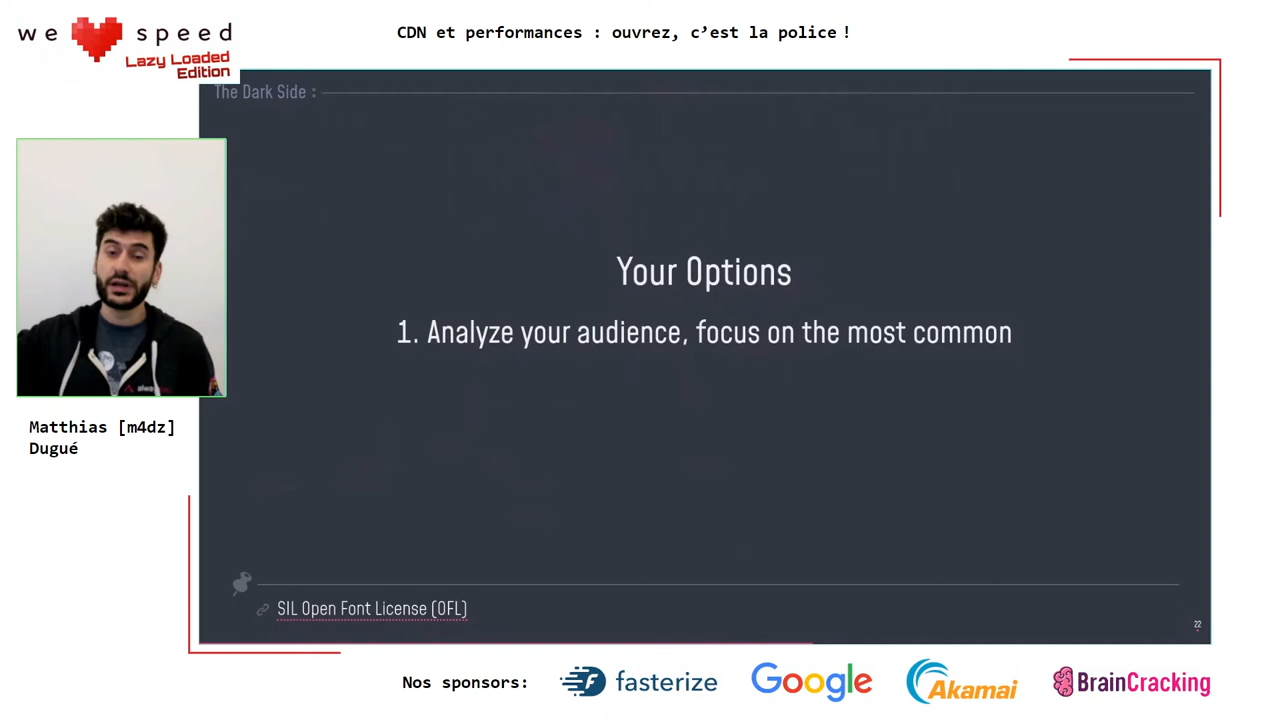 we speed
Lazy Loaded
Edition
CDN et performances : ouvrez, c’est la police !
The Dark Side :
Your Options
1. Analyze your audience, focus on the most common
Matthias [m4dz]
Dugué
SIL Open Font License (OFL)
22
Nos sponsors:
fasterize
Google
Akamai
BrainCracking